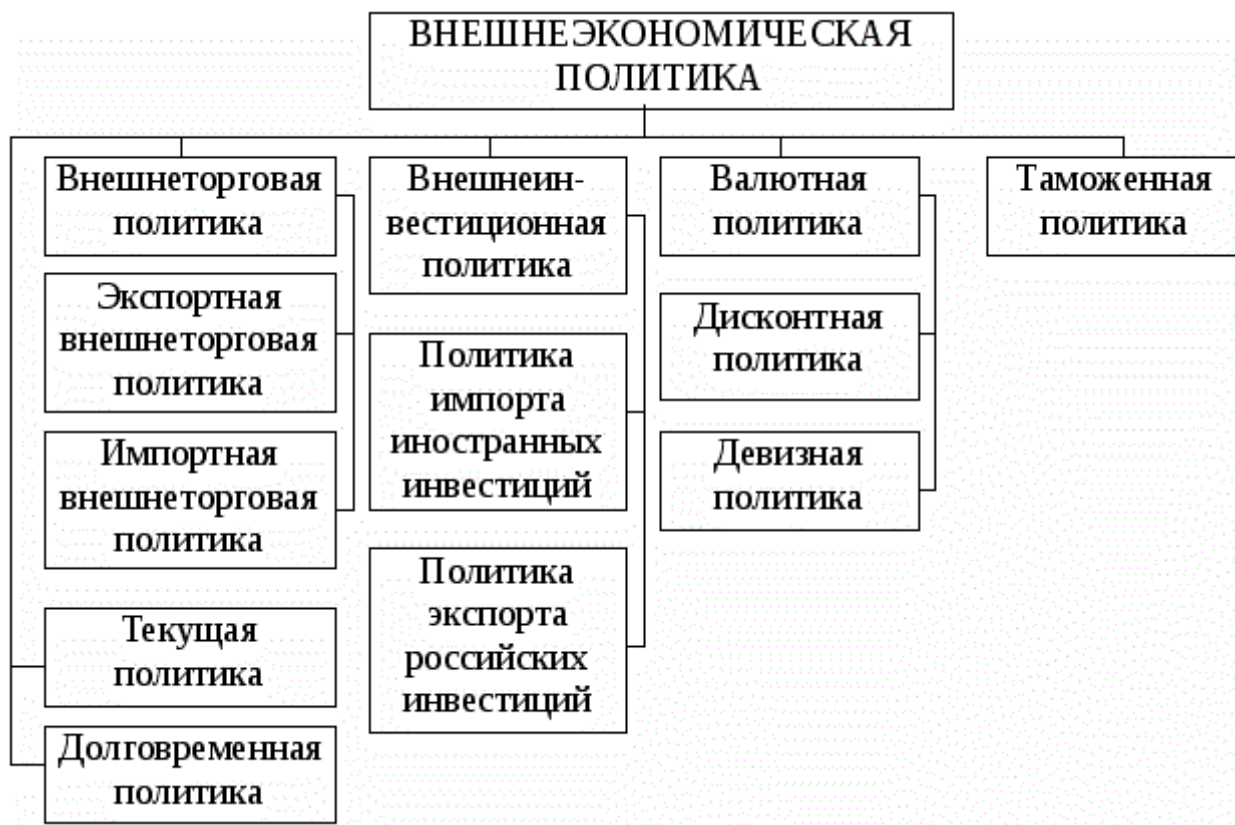 ВНЕШНЕЭКОНОМИЧЕСКАЯ
ПОЛИТИКА
Внешнеторговая
политика
Экспортная
внешнеторговая
политика
Импортная
внешнеторговая
политика
Текущая
политика
Долговременная
политика
Внешнеин-
вестиционная
политика
Политика
импорта
иностранных
инвестиций
Политика
экспорта
российских
инвестиций
Валютная
политика
Дисконтная
политика
Девизная
политика
Таможенная
политика